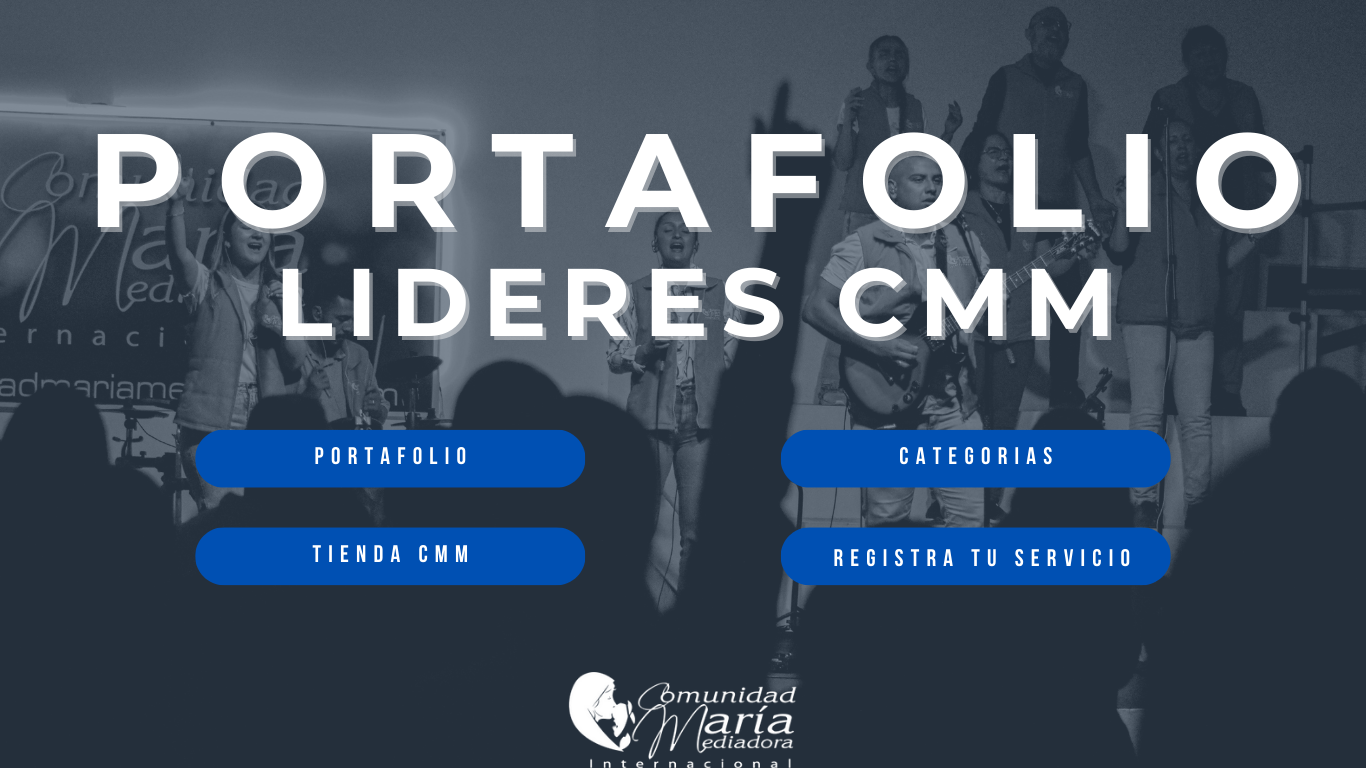 PORTAFOLIO
LIDERES CMM
PORTAFOLIO
CATEGORIAS
TIENDA CMM
REGISTRA TU SERVICIO
Comunidad
María
Mediadora
Internacional